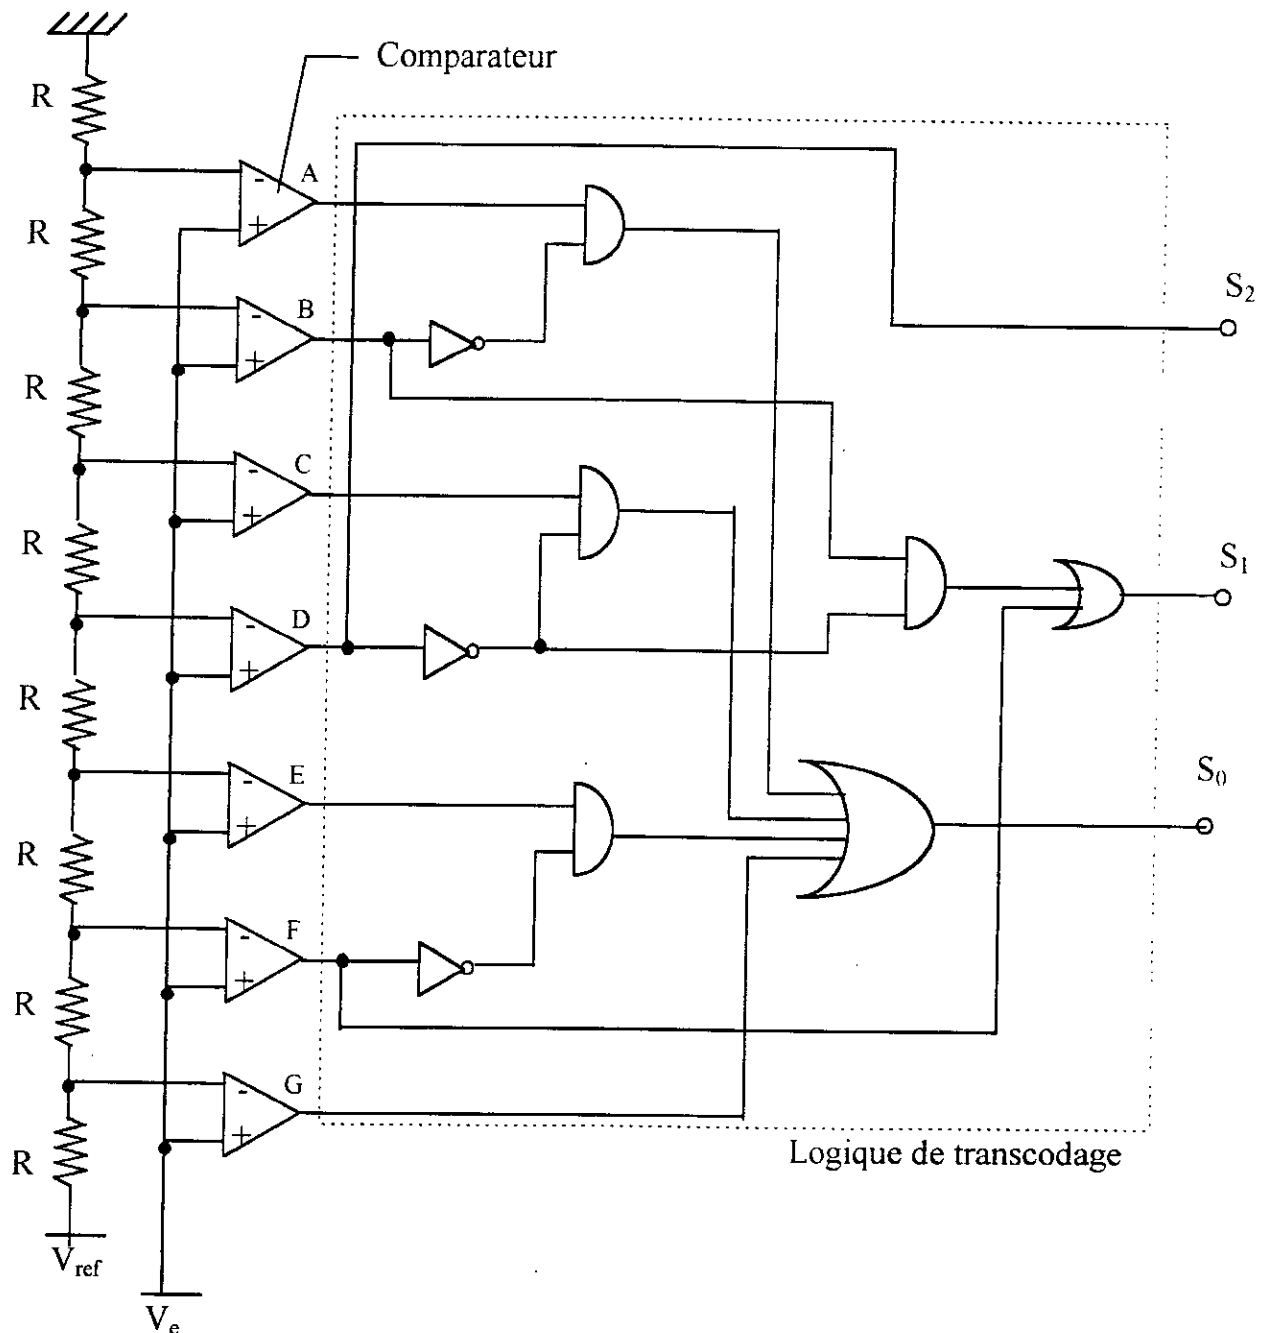 Comparateur
R
- A
+
R
- B
+
S2
R
- C
+
R
S1
- D
+
R
- E
+
S0
R
- F
+
R
- G
+
R
Logique de transcodage
Vref
Ve